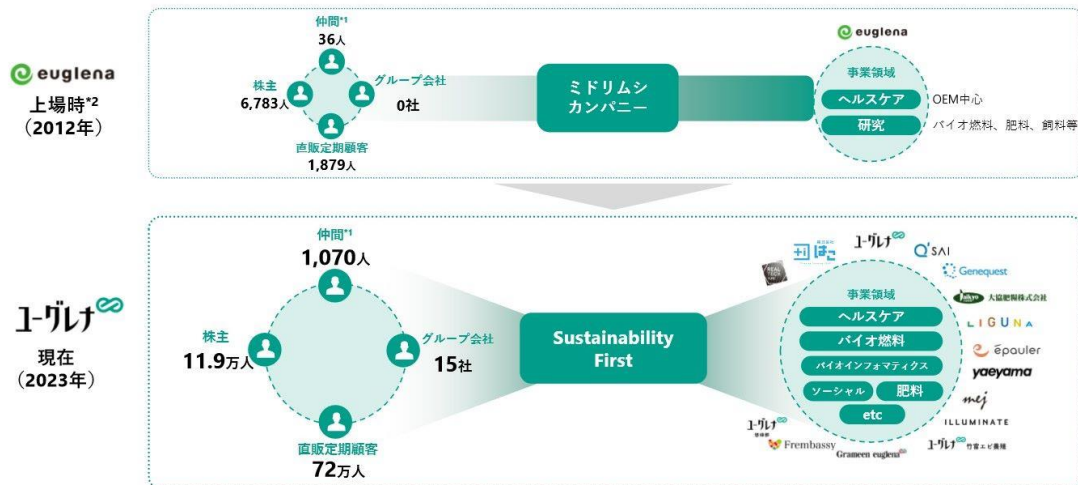 euglena
上場時*2
（2012年）
仲間*1
36人
株主
6,783人
グループ会社
0社
直販定期顧客
1,879人
ミドリムシ
カンパニー
euglena
事業領域
ヘルスケア
OEM中心
研究
バイオ燃料、肥料、飼料等
ユーグレナ
現在
（2023年）
仲間*1
1,070人
株主
11.9万人
グループ会社
15社
直販定期顧客
72万人
Sustainability
First
REAL
TECH
はこ
ユーグレナ
Q'SAI
Genequest
大協肥糧株式会社
LIGUNA
épauler
yaeyama
mej
ILLUMINATE
ユーグレナ 竹富エビ養殖
Grameen euglena
Frembassy
ユーグレナ
事業領域
ヘルスケア
バイオ燃料
バイオインフォマティクス
ソーシャル
肥料
etc